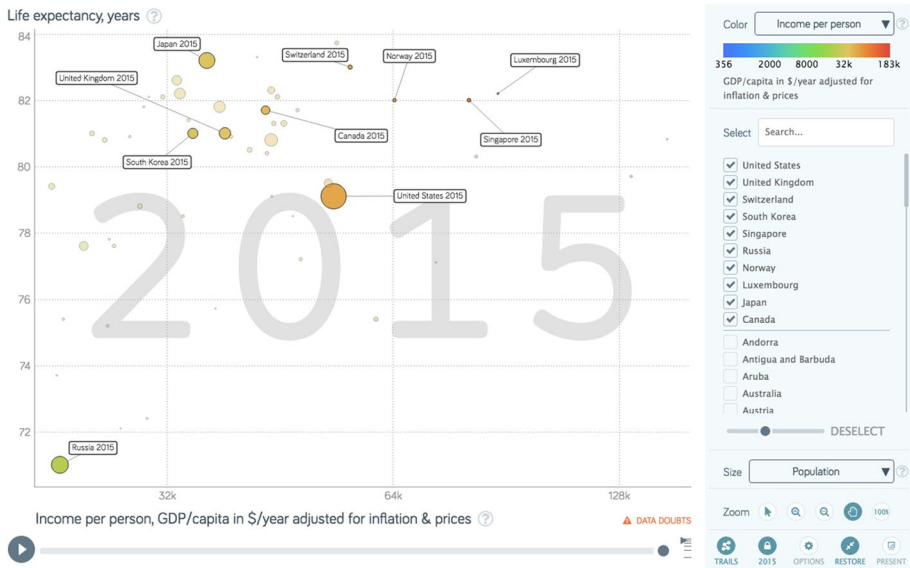 Life expectancy, years ?
84
82
80
78
76
74
72
2015
Japan 2015
Switzerland 2015
Norway 2015
Luxembourg 2015
United Kingdom 2015
Canada 2015
Singapore 2015
South Korea 2015
United States 2015
Russia 2015
32k
64k
128k
Income per person, GDP/capita in $/year adjusted for inflation & prices ?
DATA DOUBTS
Color Income per person ▼
356 2000 8000 32k 183k
GDP/capita in $/year adjusted for ?
inflation & prices
Select Search...
United States
United Kingdom
Switzerland
South Korea
Singapore
Russia
Norway
Luxembourg
Japan
Canada
Andorra
Antigua and Barbuda
Aruba
Australia
Austria
DESELECT
Size Population ▼ ?
Zoom 100%
TRAILS 2015 OPTIONS RESTORE PRESENT